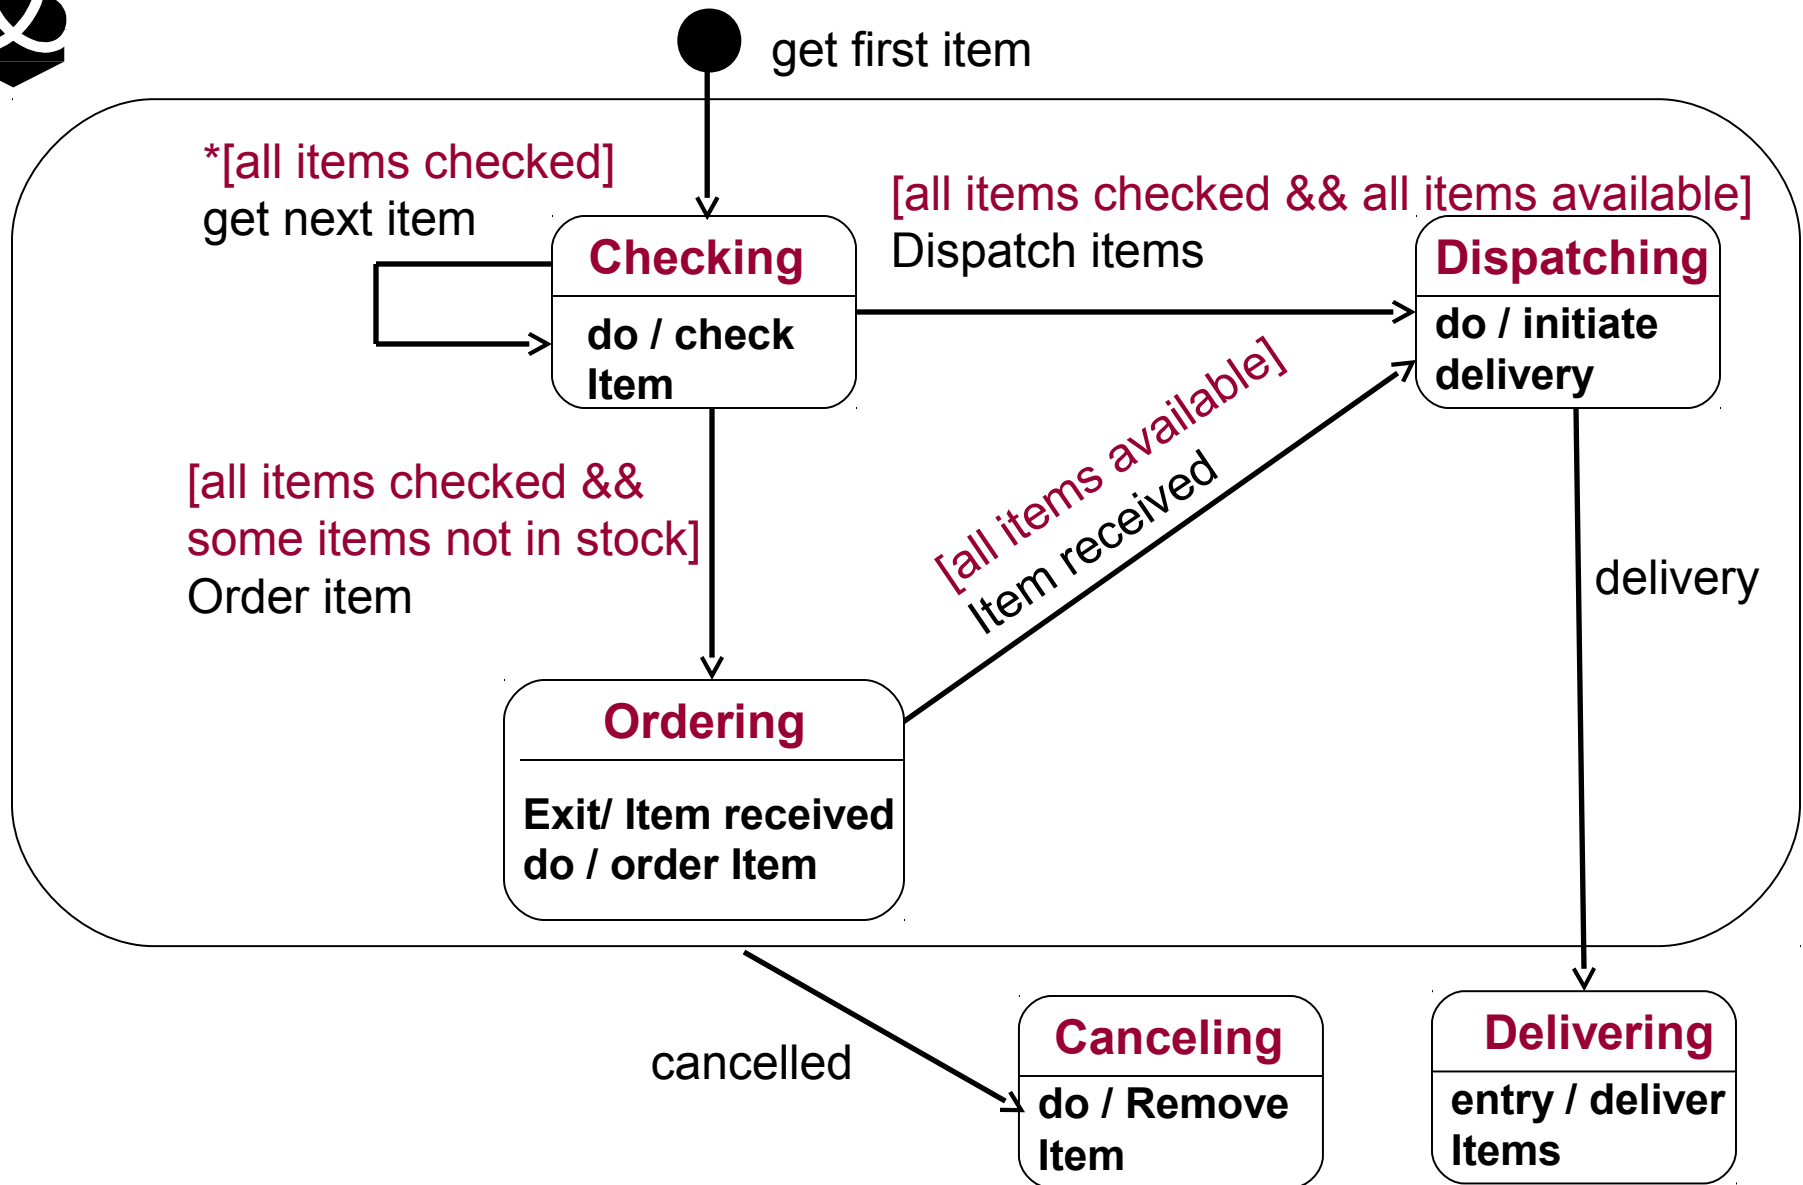 get first item
*[all items checked]
get next item
[all items checked && all items available]
Dispatch items
Checking
do / check
Item
Dispatching
do / initiate
delivery
[all items checked &&
some items not in stock]
Order item
[all items available]
Item received
delivery
Ordering
Exit/ Item received
do / order Item
cancelled
Canceling
do / Remove
Item
Delivering
entry / deliver
Items